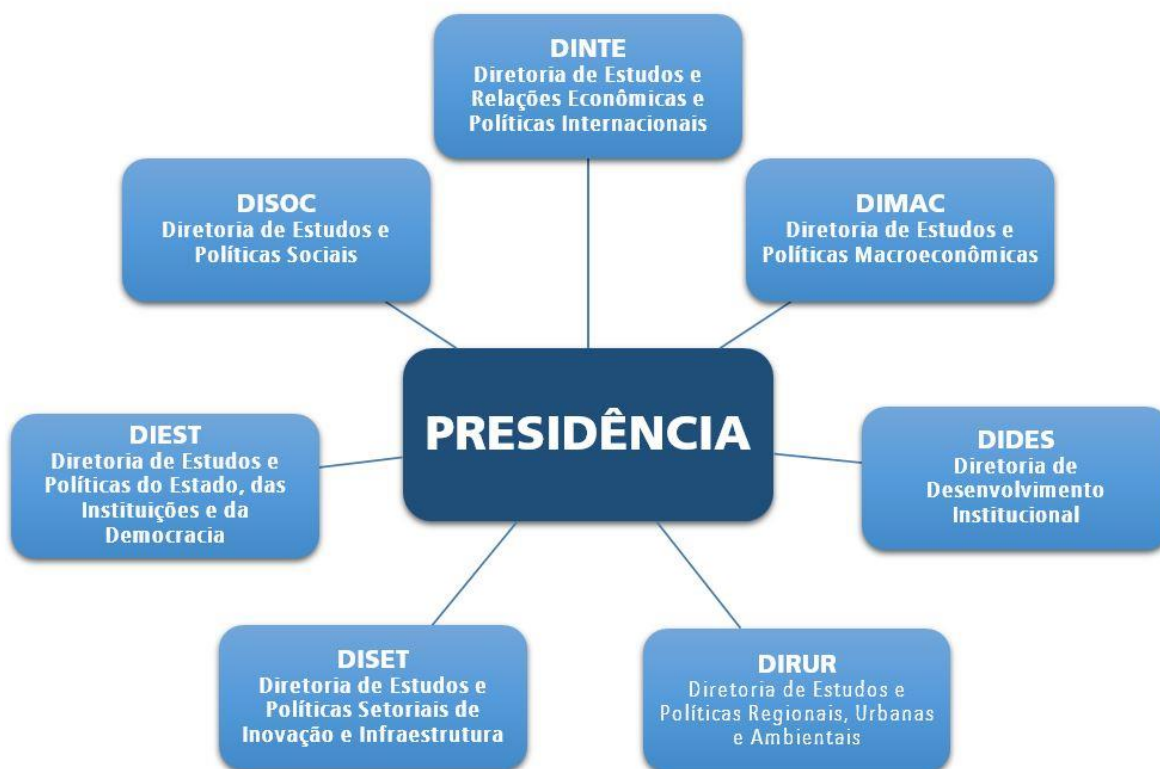 DINTE
Diretoria de Estudos e
Relações Econômicas e
Políticas Internacionais
DISOC
Diretoria de Estudos e
Políticas Sociais
DIMAC
Diretoria de Estudos e
Políticas Macroeconômicas
PRESIDÊNCIA
DIEST
Diretoria de Estudos e
Políticas do Estado, das
Instituições e da
Democracia
DIDES
Diretoria de
Desenvolvimento
Institucional
DISET
Diretoria de Estudos e
Políticas Setoriais de
Inovação e Infraestrutura
DIRUR
Diretoria de Estudos e
Políticas Regionais, Urbanas
e Ambientais